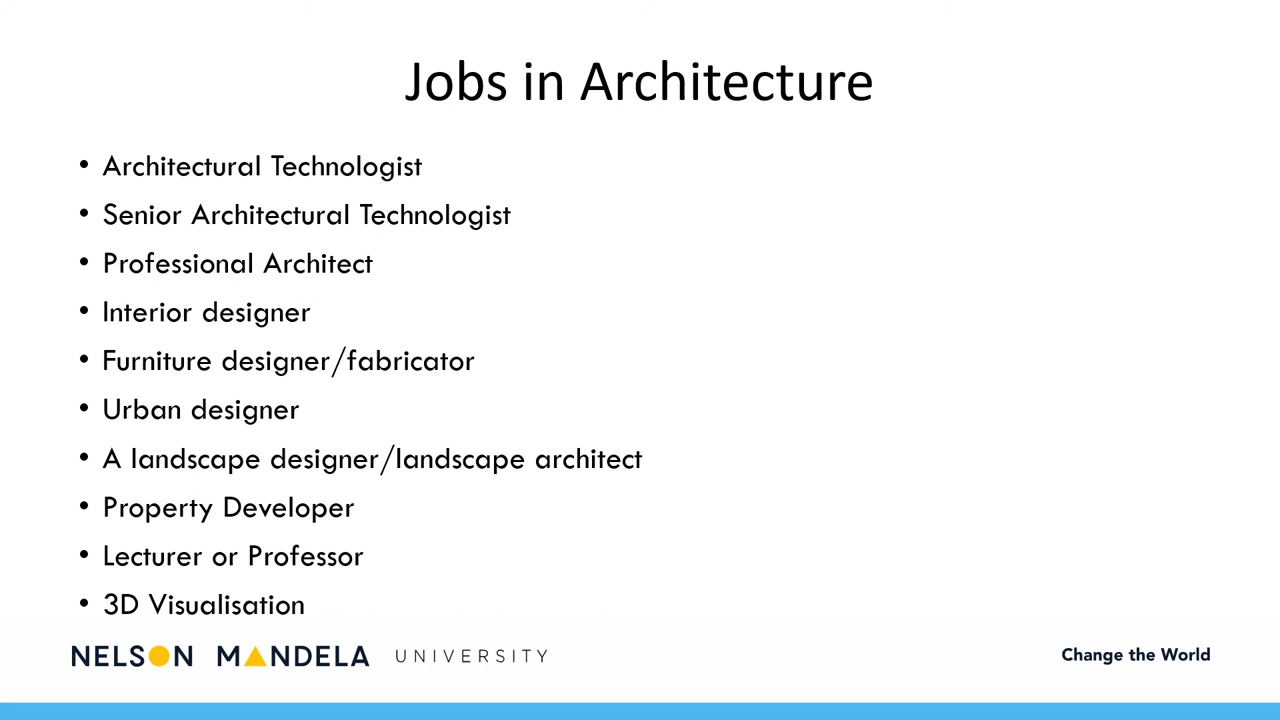 Jobs in Architecture
• Architectural Technologist
• Senior Architectural Technologist
• Professional Architect
• Interior designer
• Furniture designer/fabricator
• Urban designer
• A landscape designer/landscape architect
• Property Developer
• Lecturer or Professor
• 3D Visualisation
NELSON MANDELA UNIVERSITY
Change the World